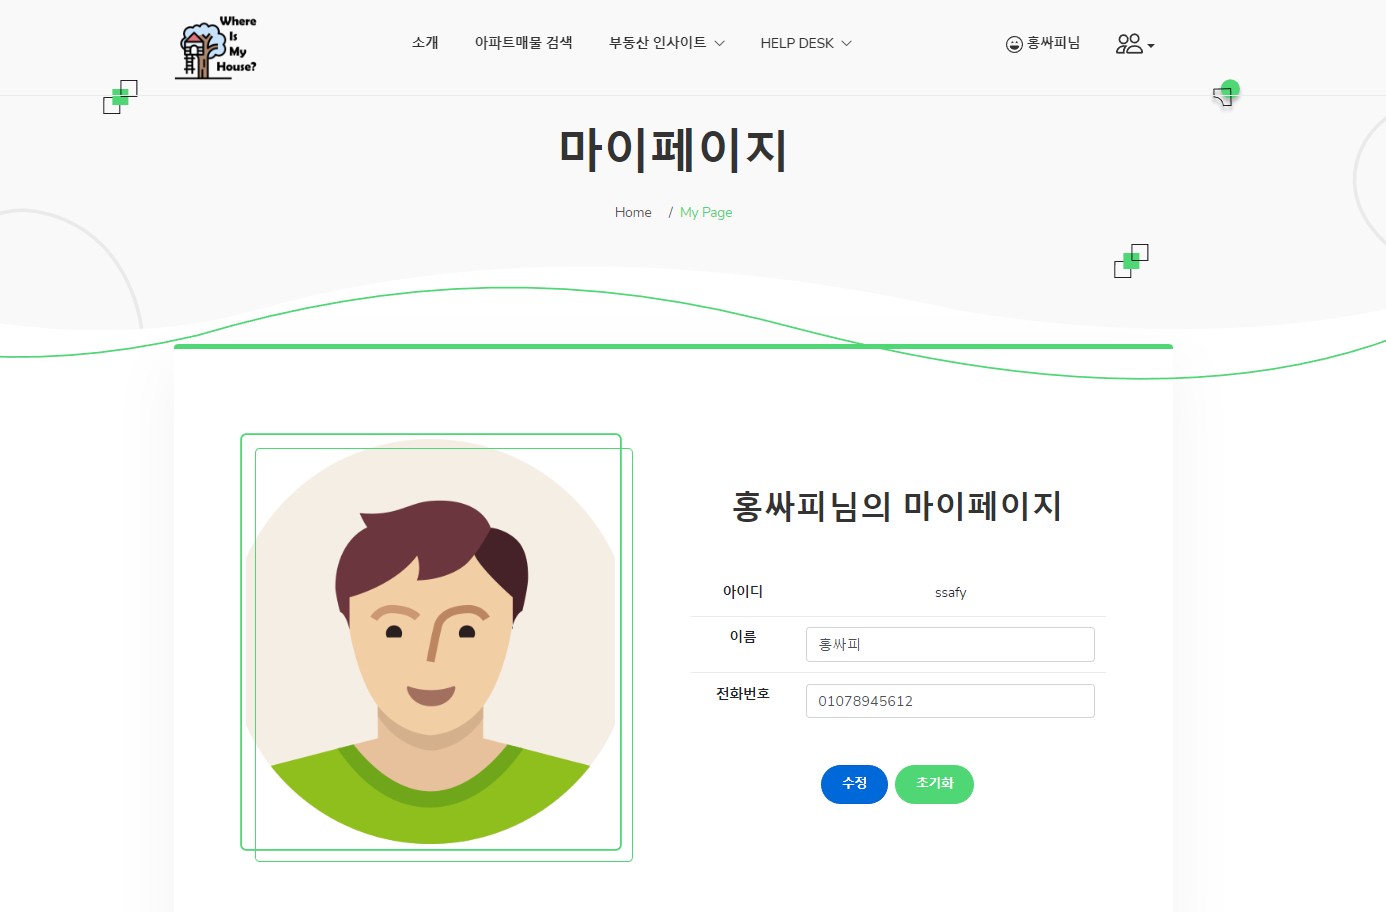 Where
Is
My
House?
소개 아파트매물 검색 부동산 인사이트 HELP DESK 홍싸피님
마이페이지
Home / My Page
홍싸피님의 마이페이지
아이디 ssafy
이름 홍싸피
전화번호 01078945612
수정 초기화